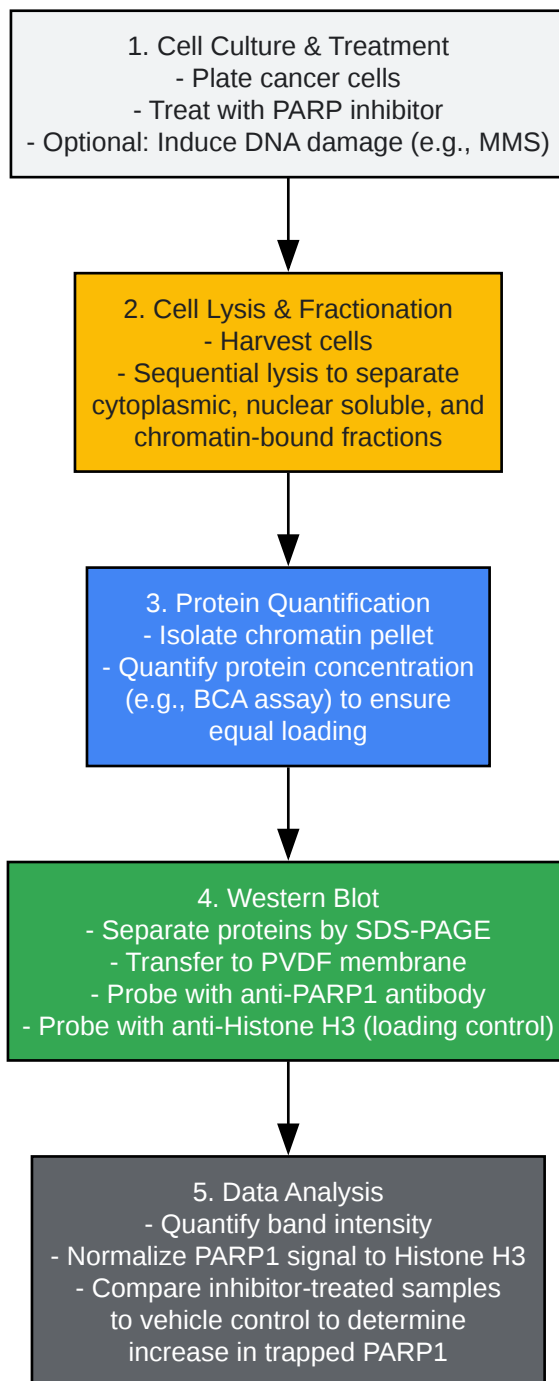 1. Cell Culture & Treatment
- Plate cancer cells
- Treat with PARP inhibitor
- Optional: Induce DNA damage (e.g., MMS)
2. Cell Lysis & Fractionation
- Harvest cells
- Sequential lysis to separate
cytoplasmic, nuclear soluble, and
chromatin-bound fractions
3. Protein Quantification
- Isolate chromatin pellet
- Quantify protein concentration
(e.g., BCA assay) to ensure
equal loading
4. Western Blot
- Separate proteins by SDS-PAGE
- Transfer to PVDF membrane
- Probe with anti-PARP1 antibody
- Probe with anti-Histone H3 (loading control)
5. Data Analysis
- Quantify band intensity
- Normalize PARP1 signal to Histone H3
- Compare inhibitor-treated samples
to vehicle control to determine
increase in trapped PARP1